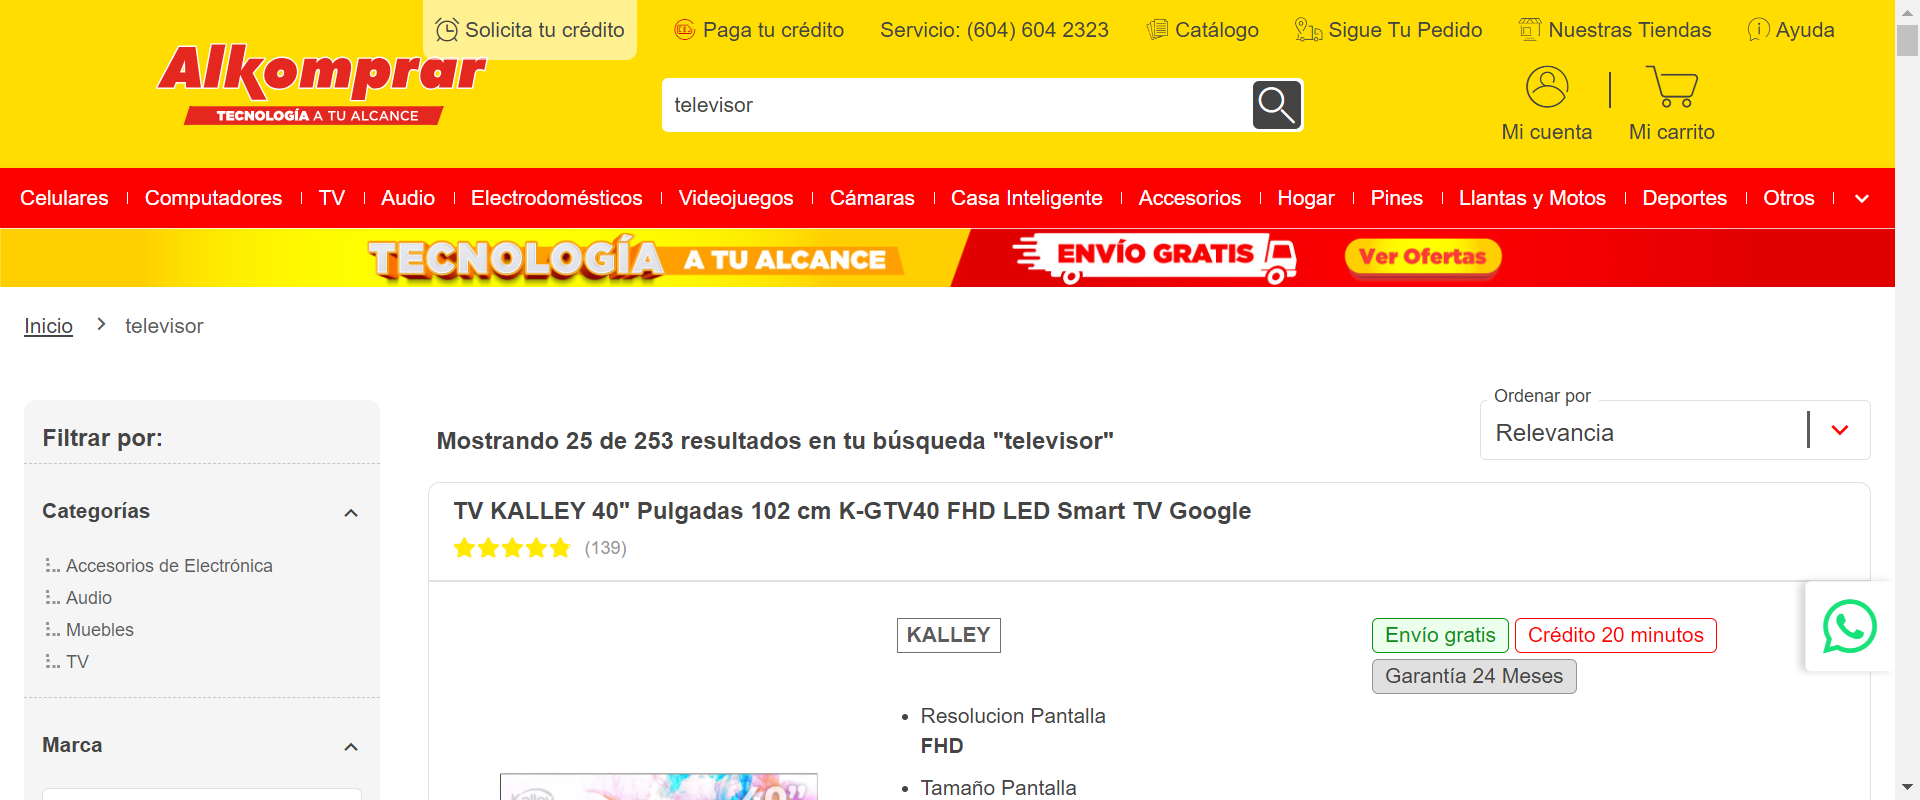 Solicita tu crédito
Paga tu crédito
Servicio: (604) 604 2323
Catálogo
Sigue Tu Pedido
Nuestras Tiendas
Ayuda
Alkomprar
TECNOLOGÍA A TU ALCANCE
televisor
Mi cuenta
Mi carrito
Celulares
Computadores
TV
Audio
Electrodomésticos
Videojuegos
Cámaras
Casa Inteligente
Accesorios
Hogar
Pines
Llantas y Motos
Deportes
Otros
TECNOLOGÍA A TU ALCANCE
ENVÍO GRATIS
Ver Ofertas
Inicio
televisor
Filtrar por:
Categorías
Accesorios de Electrónica
Audio
Muebles
TV
Marca
Mostrando 25 de 253 resultados en tu búsqueda "televisor"
Ordenar por
Relevancia
TV KALLEY 40" Pulgadas 102 cm K-GTV40 FHD LED Smart TV Google
(139)
KALLEY
Envío gratis
Crédito 20 minutos
Garantía 24 Meses
Resolucion Pantalla
FHD
Tamaño Pantalla
Kalley
40”